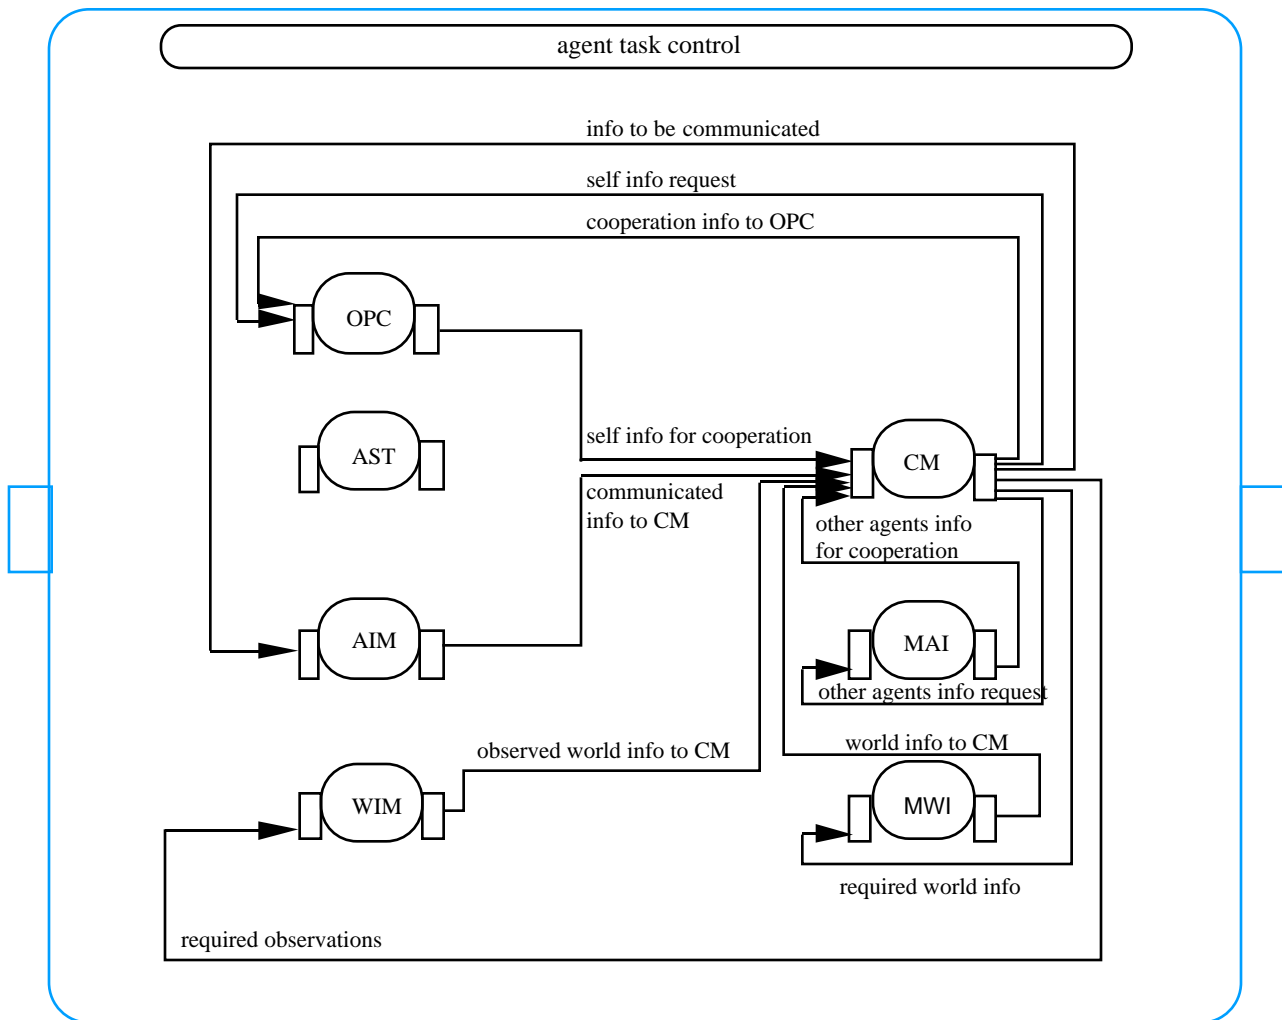 agent task control
info to be communicated
self info request
cooperation info to OPC
OPC
self info for cooperation
AST
CM
communicated
info to CM
other agents info
for cooperation
AIM
MAI
other agents info request
observed world info to CM
world info to CM
WIM
MWI
required world info
required observations